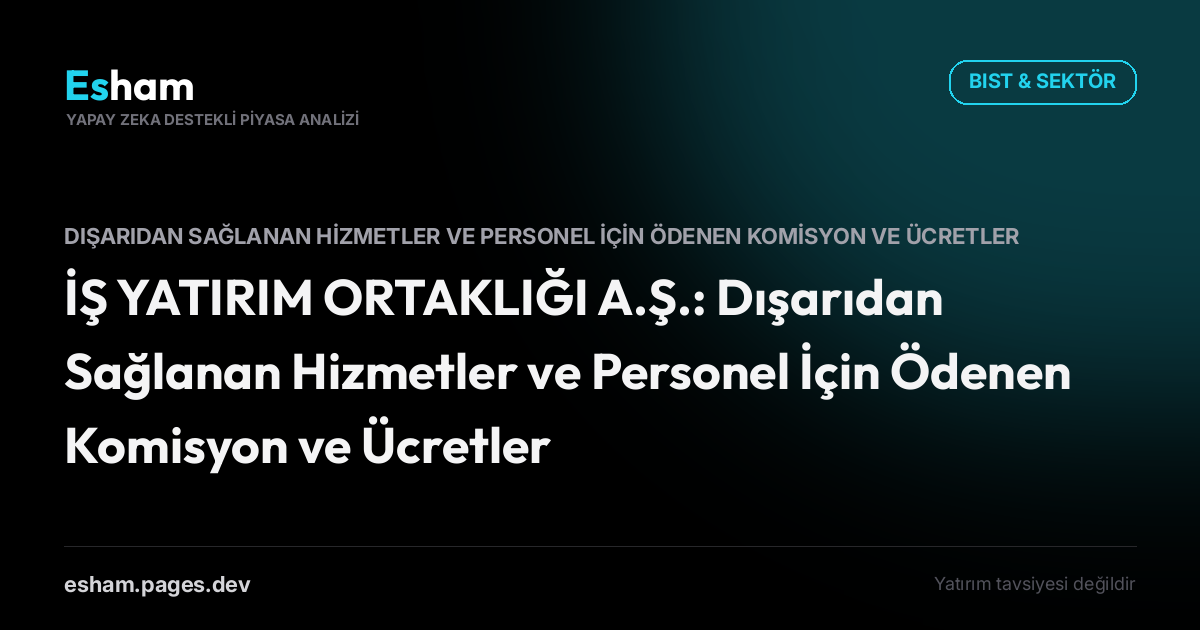 Esham
BIST & SEKTÖR
YAPAY ZEKA DESTEKLİ PİYASA ANALİZİ
DIŞARIDAN SAĞLANAN HİZMETLER VE PERSONEL İÇİN ÖDENEN KOMİSYON VE ÜCRETLER
İŞ YATIRIM ORTAKLIĞI A.Ş.: Dışarıdan
Sağlanan Hizmetler ve Personel İçin Ödenen
Komisyon ve Ücretler
esham.pages.dev
Yatırım tavsiyesi değildir